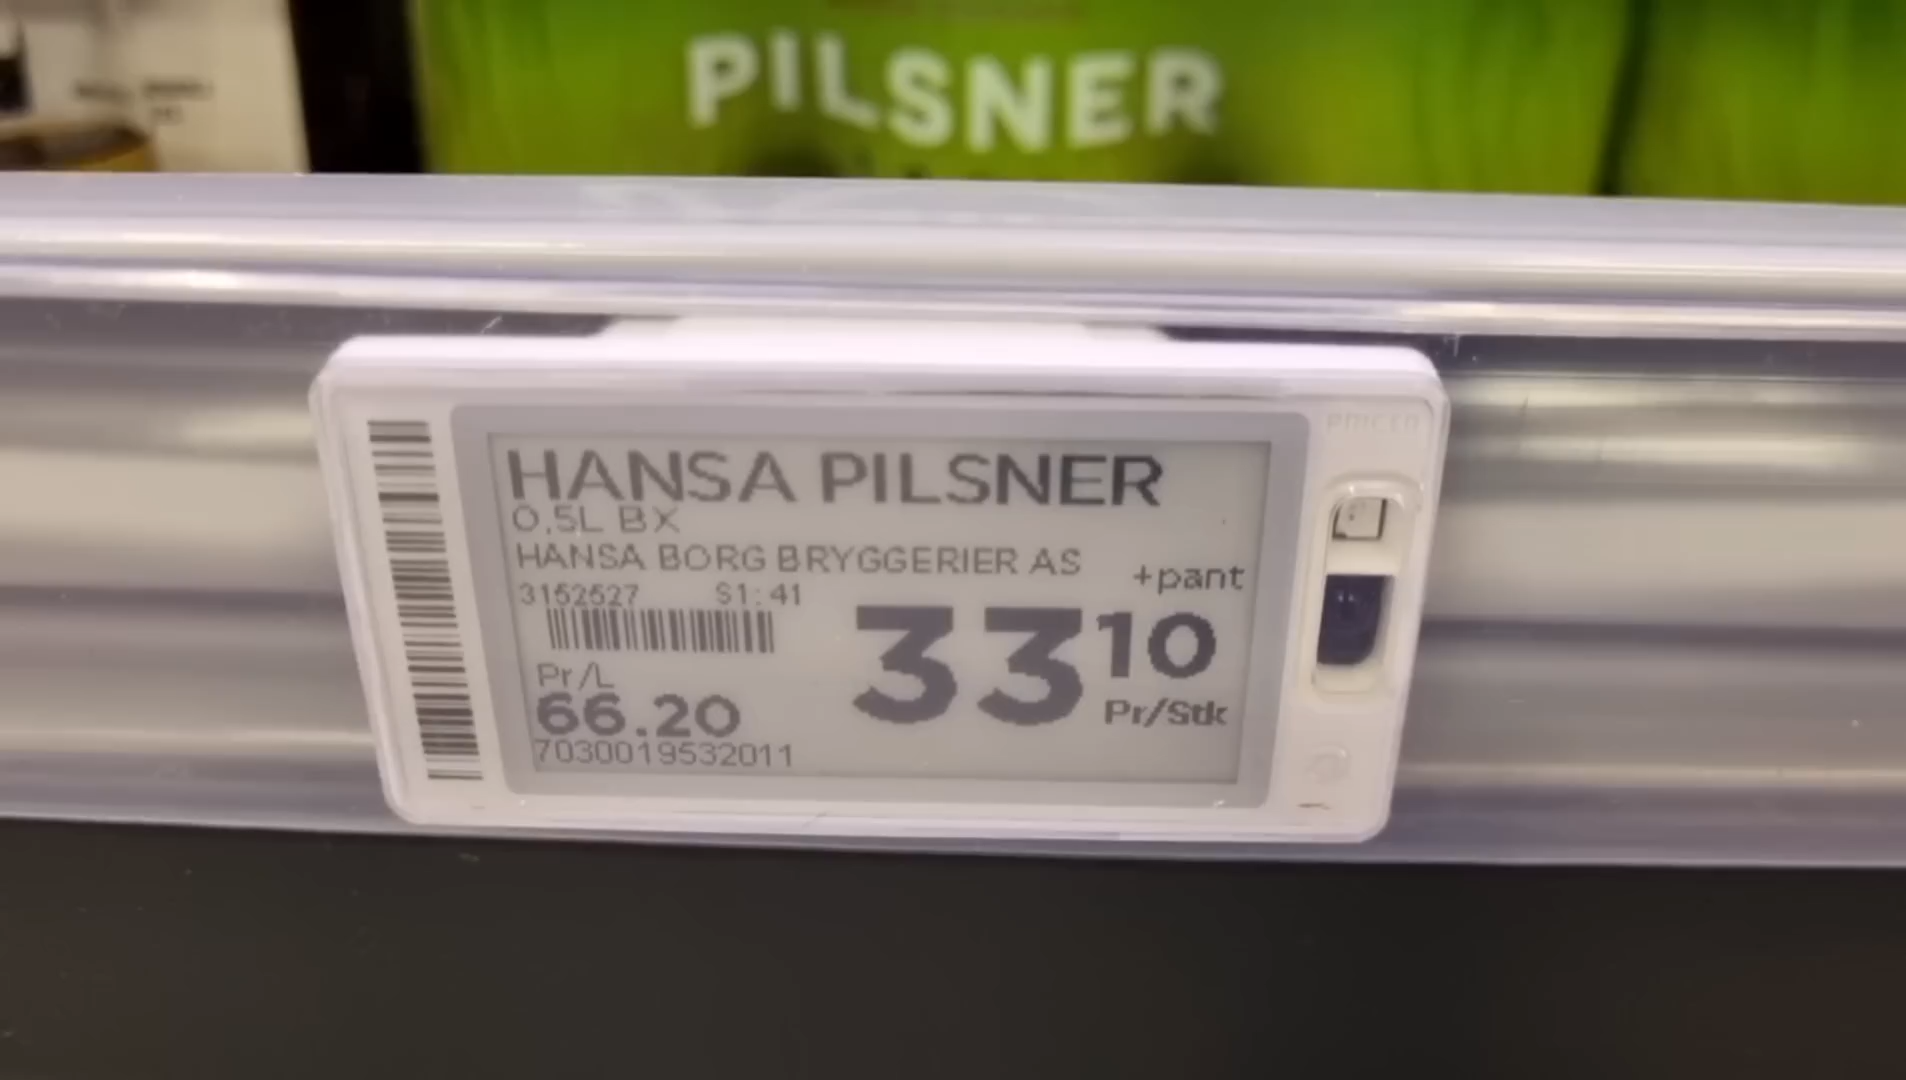 PILSNER
PRICER
HANSA PILSNER
0.5L BX
HANSA BORG BRYGGERIER AS
+pant
3152527 S1:41
33 10
Pr/L
Pr/Stk
66.20
7030019532011